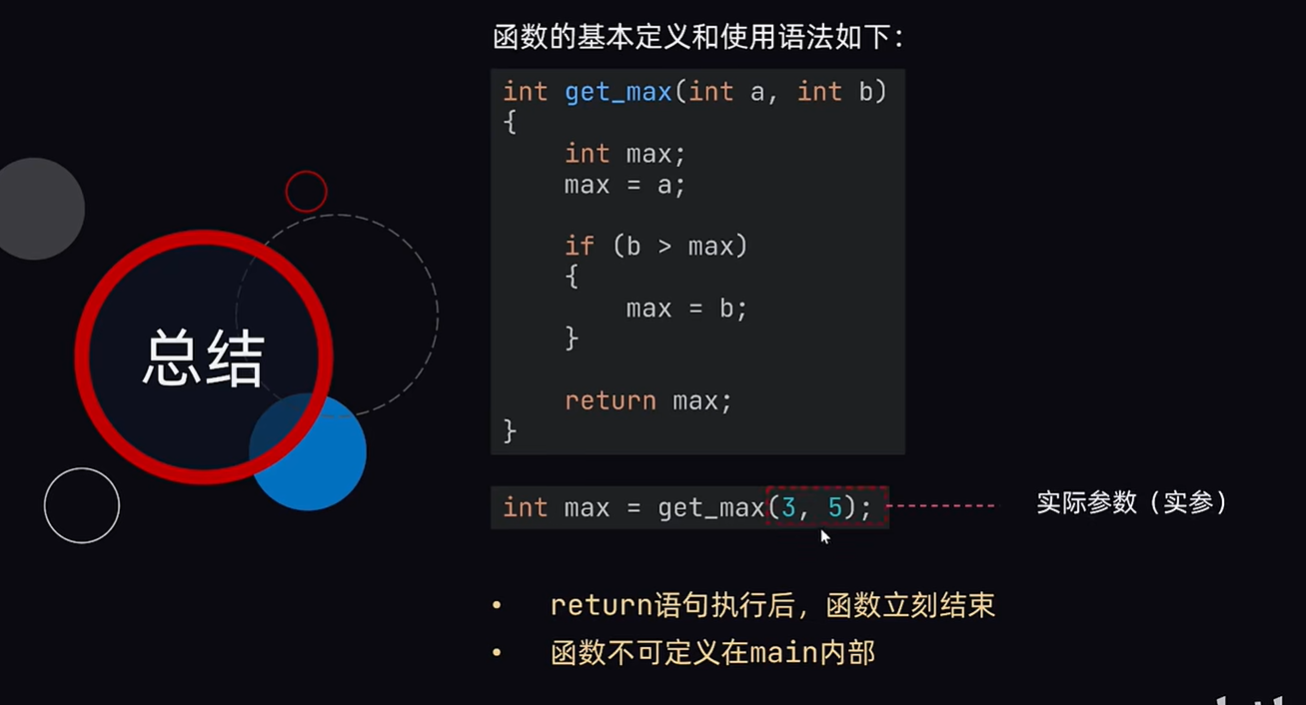 函数的基本定义和使用语法如下：
int get_max(int a, int b)
{
int max;
max = a;
if (b > max)
{
max = b;
}
return max;
}
总结
int max = get_max(3, 5);
实际参数（实参）
• return语句执行后，函数立刻结束
• 函数不可定义在main内部